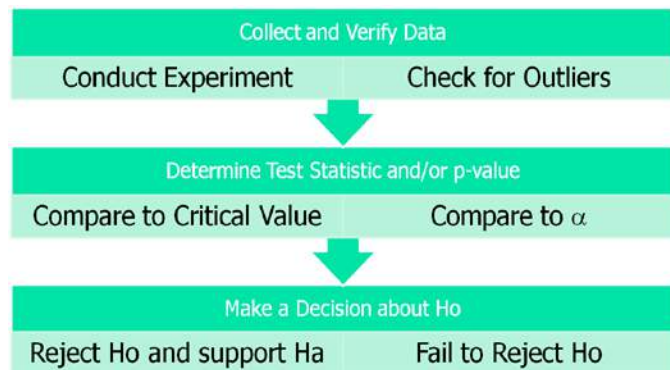 Collect and Verify Data
Conduct Experiment
Check for Outliers
Determine Test Statistic and/or p-value
Compare to Critical Value
Compare to α
Make a Decision about Ho
Reject Ho and support Ha
Fail to Reject Ho